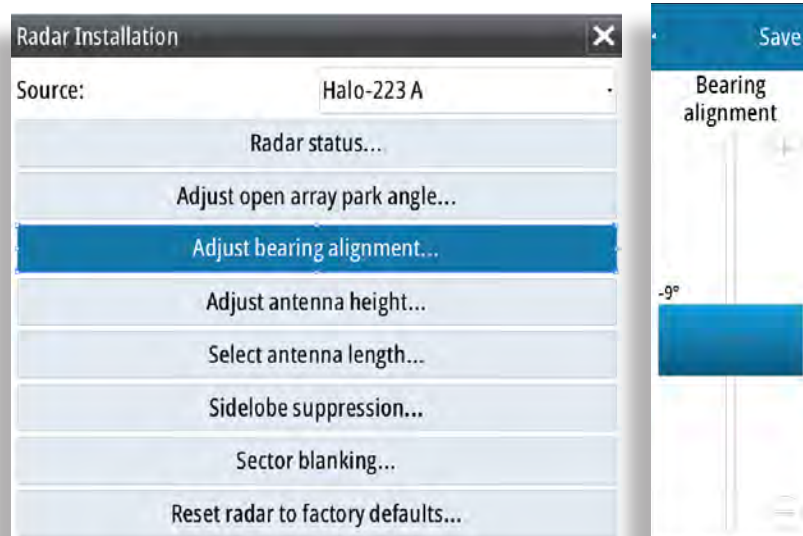 Radar Installation
Source:
Halo-223 A
Radar status...
Adjust open array park angle...
Adjust bearing alignment...
Adjust antenna height...
Select antenna length...
Sidelobe suppression...
Sector blanking...
Reset radar to factory defaults...
Save
Bearing
alignment
-9°